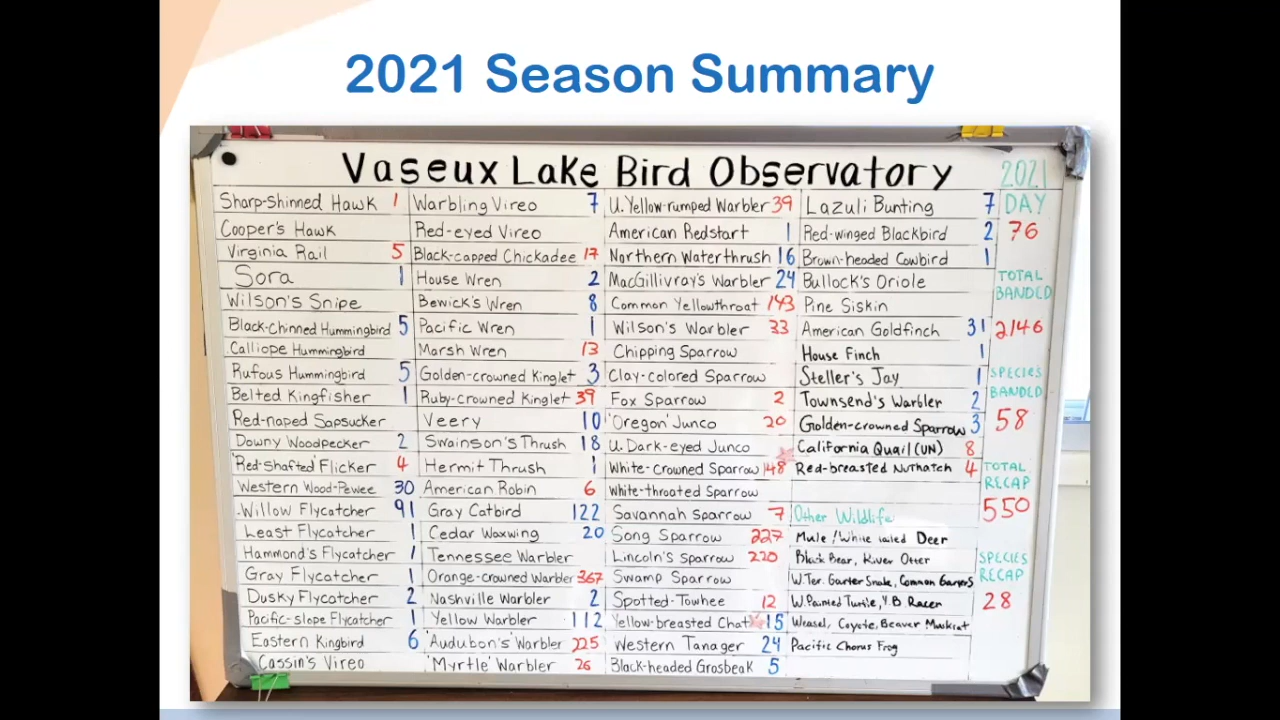 2021 Season Summary
Vaseux Lake Bird Observatory
2021
DAY
76
TOTAL
BANDED
2146
SPECIES
BANDED
58
TOTAL
RECAP
550
SPECIES
RECAP
28
Sharp-shinned Hawk 1
Cooper's Hawk
Virginia Rail 5
Sora 1
Wilson's Snipe
Black-chinned Hummingbird 5
Calliope Hummingbird
Rufous Hummingbird 5
Belted Kingfisher 1
Red-naped Sapsucker
Downy Woodpecker 2
'Red-Shafted' Flicker 4
Western Wood-Pewee 30
Willow Flycatcher 91
Least Flycatcher 1
Hammond's Flycatcher 1
Gray Flycatcher 1
Dusky Flycatcher 2
Pacific-slope Flycatcher 1
Eastern Kingbird 6
Cassin's Vireo
Warbling Vireo 7
Red-eyed Vireo
Black-capped Chickadee 17
House Wren 2
Bewick's Wren 8
Pacific Wren 1
Marsh Wren 13
Golden-crowned Kinglet 3
Ruby-crowned Kinglet 39
Veery 10
Swainson's Thrush 18
Hermit Thrush 1
American Robin 6
Gray Catbird 122
Cedar Waxwing 20
Tennessee Warbler
Orange-crowned Warbler 367
Nashville Warbler 2
Yellow Warbler 112
'Audubon's' Warbler 225
'Myrtle' Warbler 26
U. Yellow-rumped Warbler 39
American Redstart 1
Northern Waterthrush 16
MacGillivray's Warbler 24
Common Yellowthroat 143
Wilson's Warbler 33
Chipping Sparrow
Clay-colored Sparrow
Fox Sparrow 2
'Oregon' Junco 20
U. Dark-eyed Junco
White-crowned Sparrow 148
White-throated Sparrow
Savannah Sparrow 7
Song Sparrow 227
Lincoln's Sparrow 220
Swamp Sparrow
Spotted-Towhee 12
Yellow-breasted Chat 15
Western Tanager 24
Black-headed Grosbeak 5
Lazuli Bunting 7
Red-winged Blackbird 2
Brown-headed Cowbird 1
Bullock's Oriole
Pine Siskin
American Goldfinch 31
House Finch 1
Steller's Jay 1
Townsend's Warbler 2
Golden-crowned Sparrow 3
California Quail (UN) 8
Red-breasted Nuthatch 4
Other Wildlife
Mule / White tailed Deer
Black Bear, River Otter
W. Ter. Garter Snake, Common Garters
W. Painted Turtle, Y.B. Racer
Weasel, Coyote, Beaver Muskrat
Pacific Chorus Frog